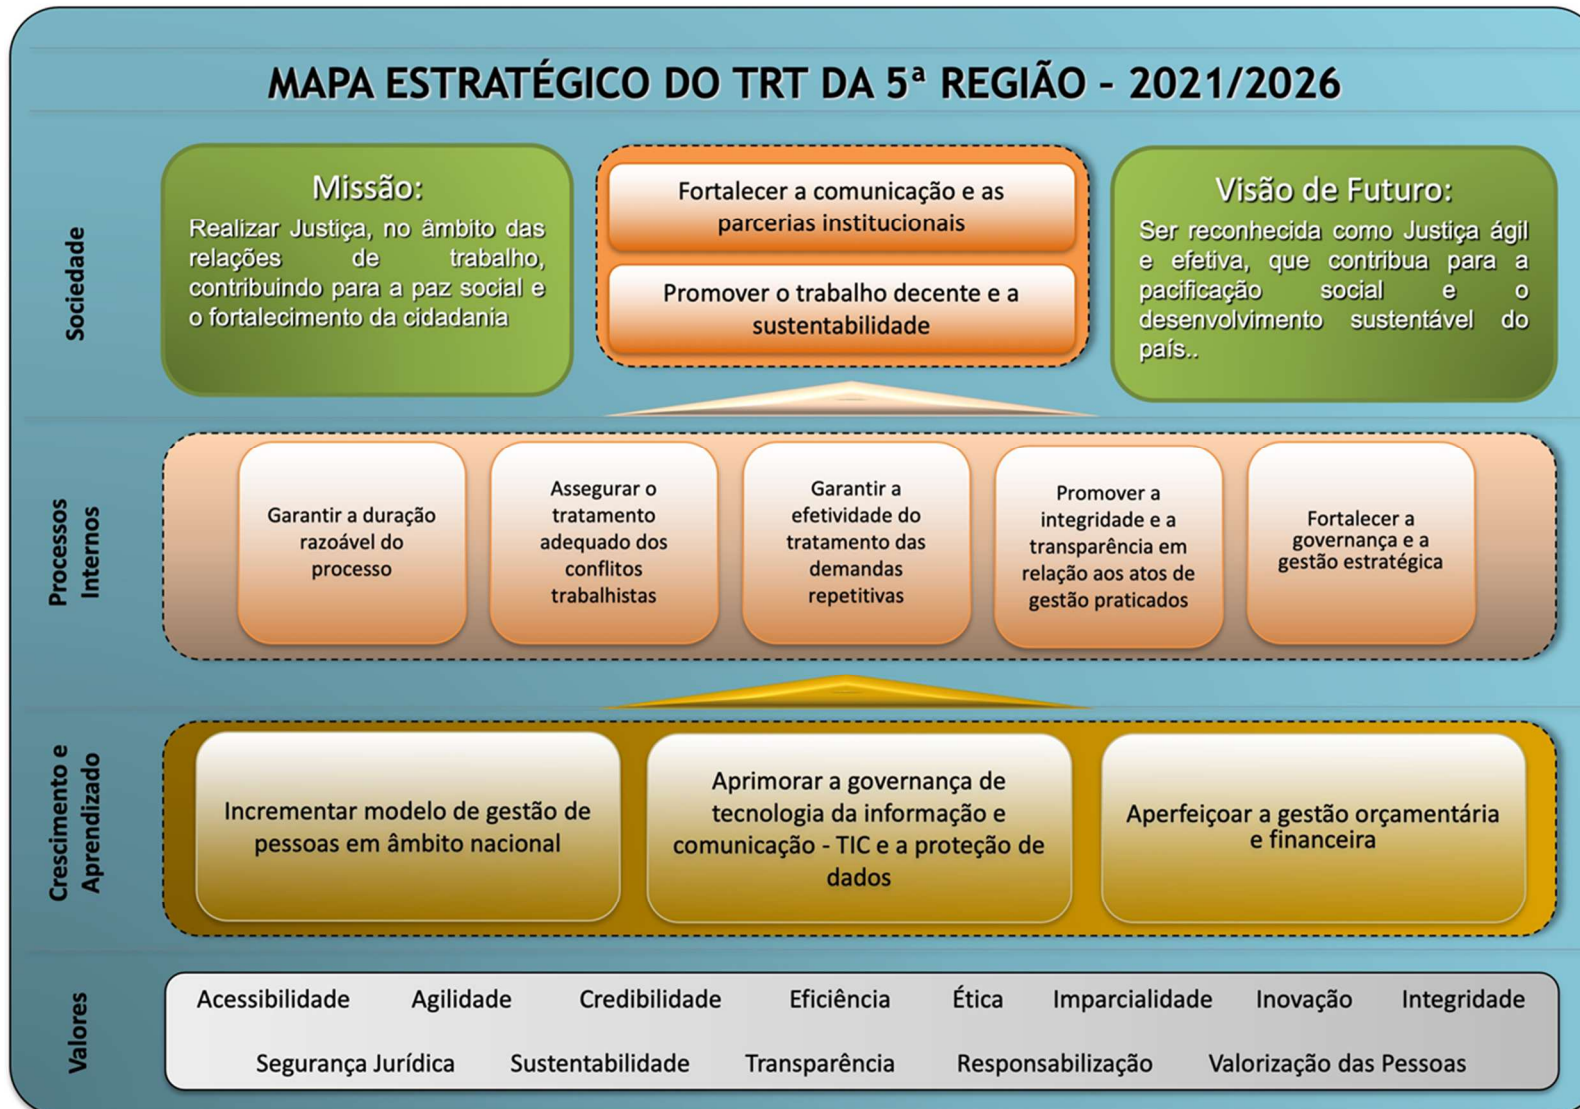 MAPA ESTRATÉGICO DO TRT DA 5ª REGIÃO - 2021/2026
Sociedade
Missão:
Realizar Justiça, no âmbito das
relações de trabalho,
contribuindo para a paz social e
o fortalecimento da cidadania
Fortalecer a comunicação e as
parcerias institucionais
Promover o trabalho decente e a
sustentabilidade
Visão de Futuro:
Ser reconhecida como Justiça ágil
e efetiva, que contribua para a
pacificação social e o
desenvolvimento sustentável do
país..
Processos
Internos
Garantir a duração
razoável do
processo
Assegurar o
tratamento
adequado dos
conflitos
trabalhistas
Garantir a
efetividade do
tratamento das
demandas
repetitivas
Promover a
integridade e a
transparência em
relação aos atos de
gestão praticados
Fortalecer a
governança e a
gestão estratégica
Crescimento e
Aprendizado
Incrementar modelo de gestão de
pessoas em âmbito nacional
Aprimorar a governança de
tecnologia da informação e
comunicação - TIC e a proteção de
dados
Aperfeiçoar a gestão orçamentária
e financeira
Valores
Acessibilidade Agilidade Credibilidade Eficiência Ética Imparcialidade Inovação Integridade
Segurança Jurídica Sustentabilidade Transparência Responsabilização Valorização das Pessoas